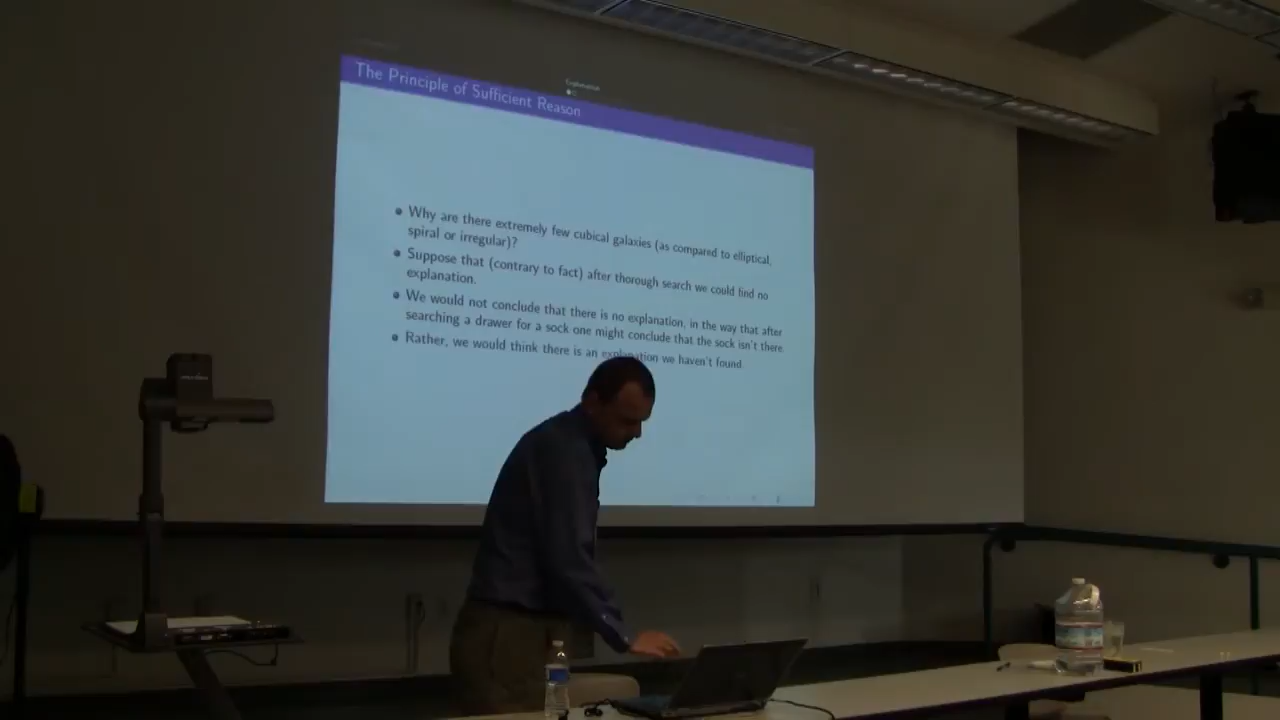 Explanation
The Principle of Sufficient Reason
Why are there extremely few cubical galaxies (as compared to elliptical,
spiral or irregular)?
Suppose that (contrary to fact) after thorough search we could find no
explanation.
We would not conclude that there is no explanation, in the way that after
searching a drawer for a sock one might conclude that the sock isn't there.
Rather, we would think there is an explanation we haven't found.